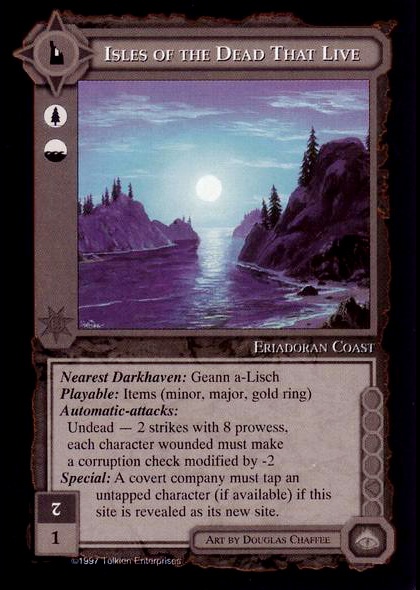 Isles of the Dead That Live
Eriadoran Coast
Nearest Darkhaven: Geann a-Lisch
Playable: Items (minor, major, gold ring)
Automatic-attacks:
Undead — 2 strikes with 8 prowess,
each character wounded must make
a corruption check modified by -2
Special: A covert company must tap an
untapped character (if available) if this
site is revealed as its new site.
2
1
Art by Douglas Chaffee
©1997 Tolkien Enterprises